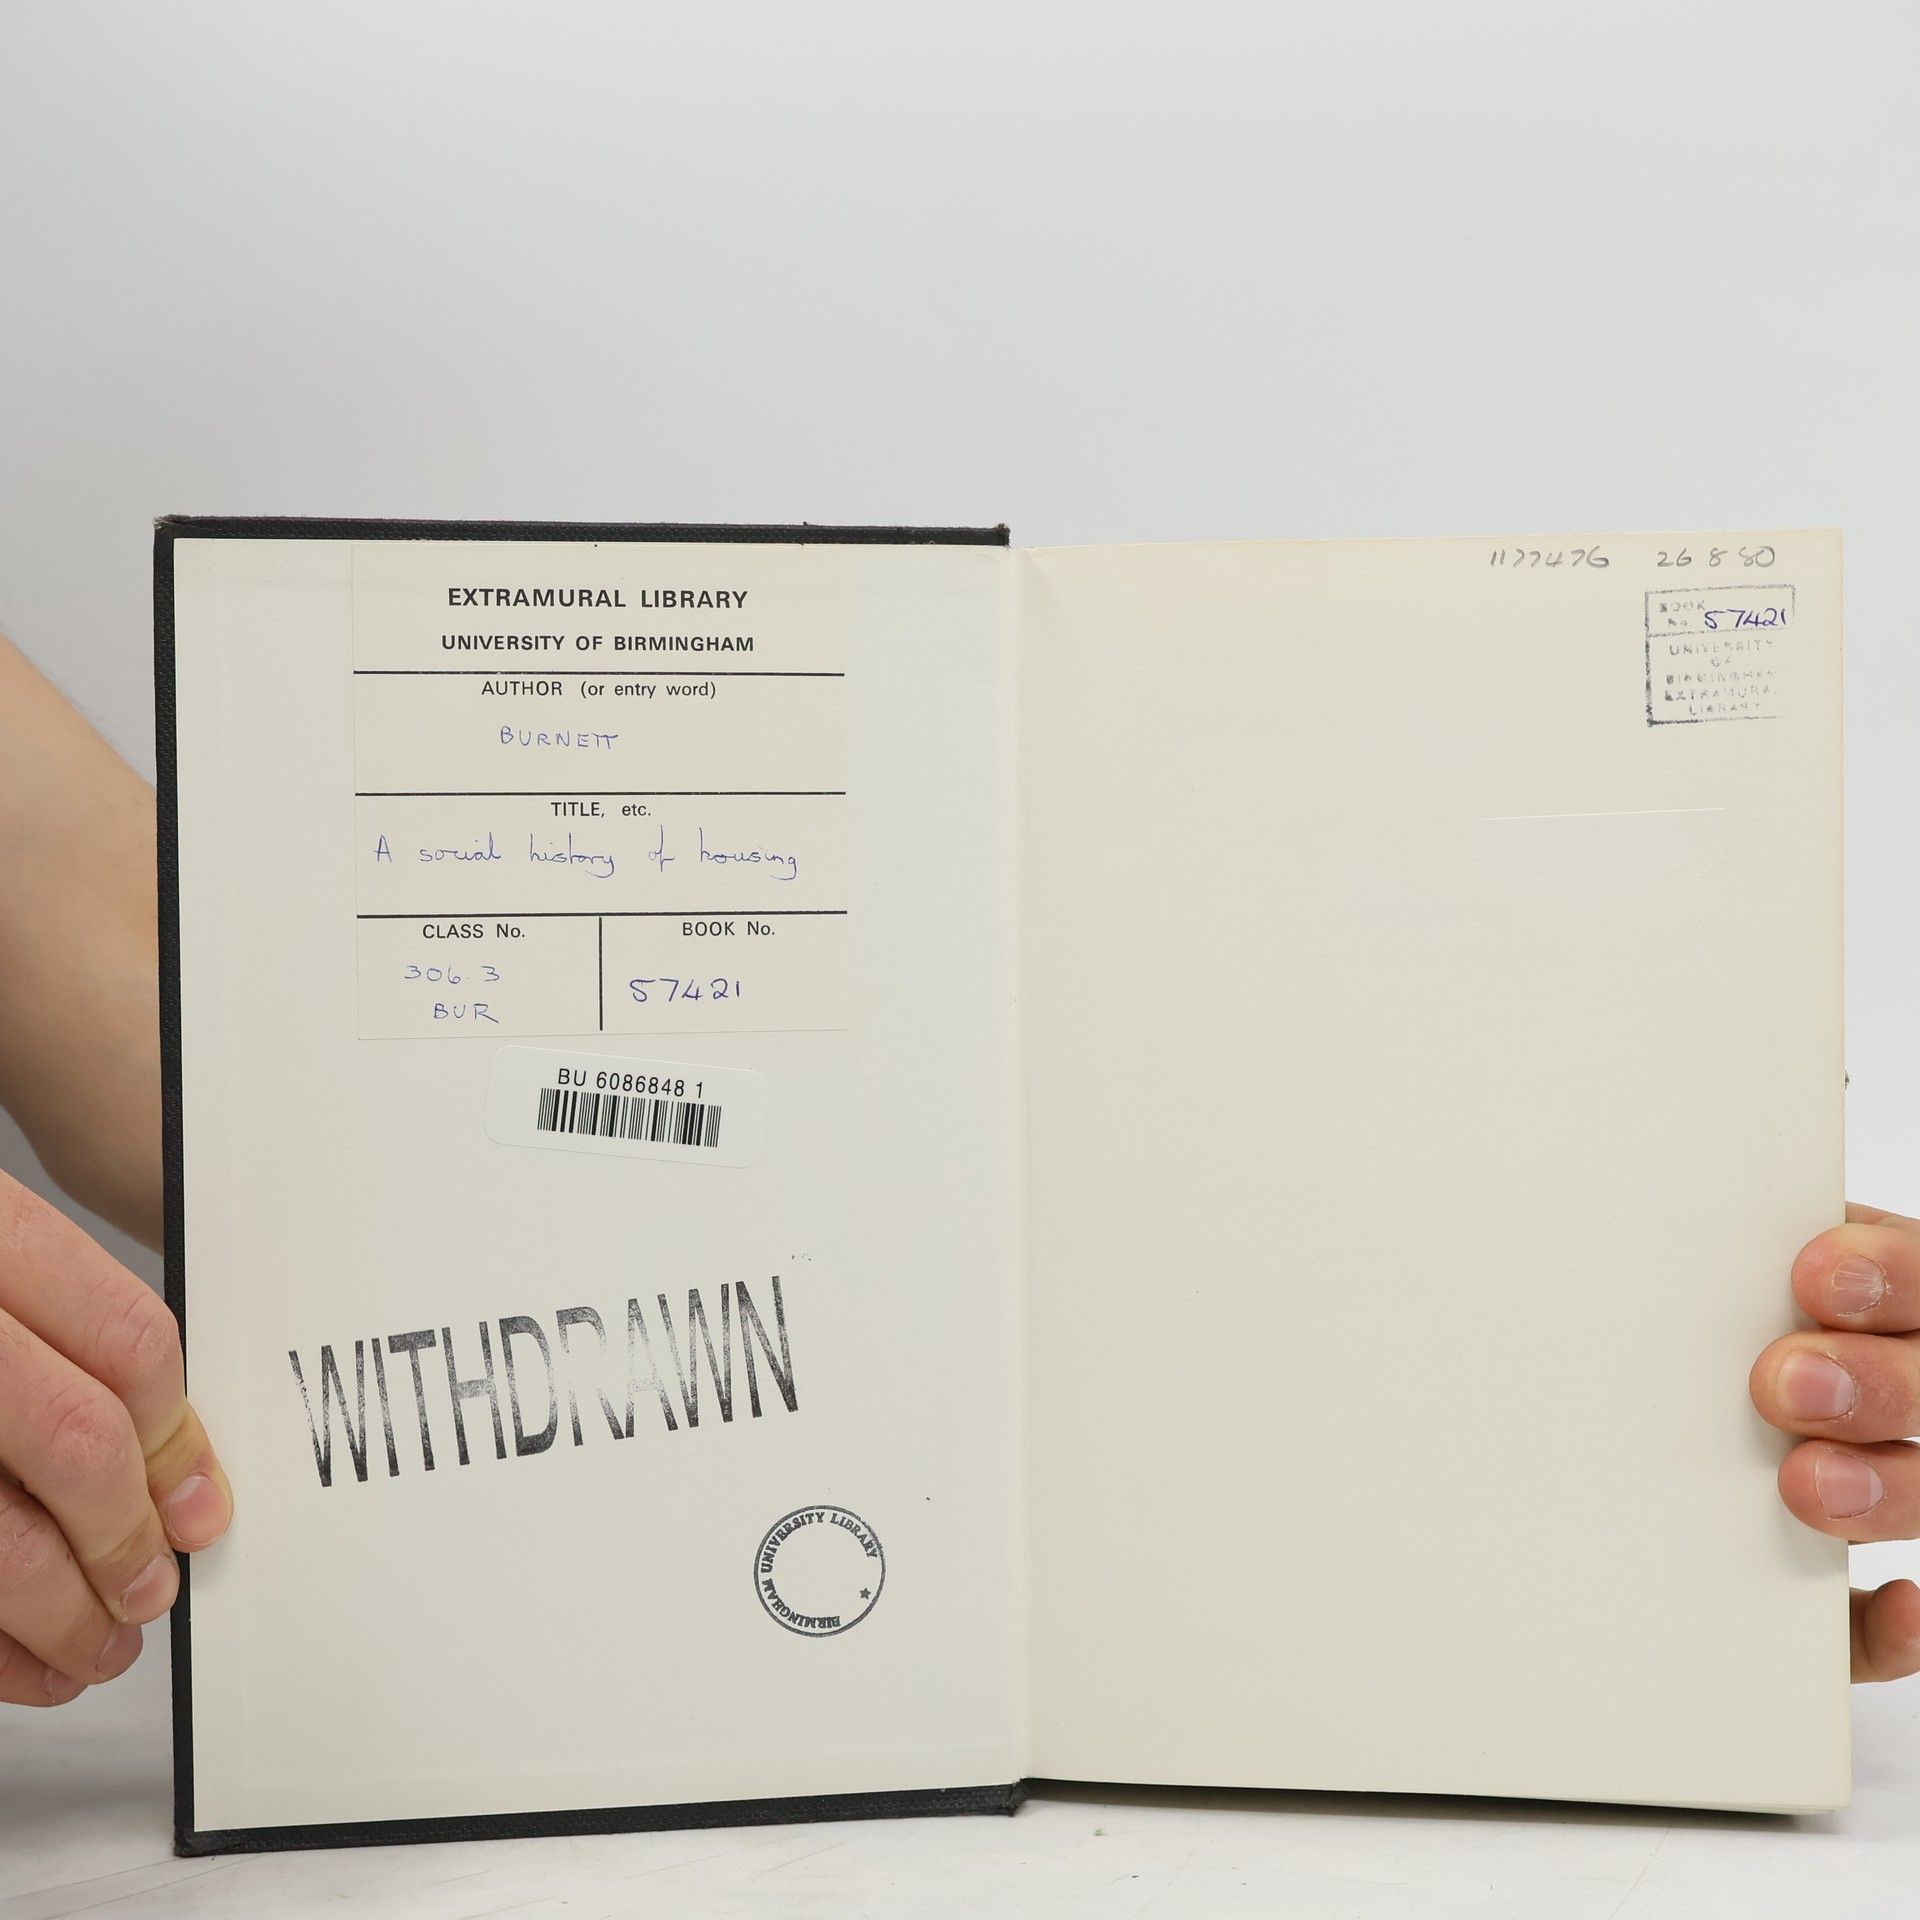 EXTRAMURAL LIBRARY
UNIVERSITY OF BIRMINGHAM
AUTHOR (or entry word)
BURNETT
TITLE, etc.
A social history of housing
CLASS No.
306.3
BUR
BOOK No.
57421
BU 6086848 1
WITHDRAWN
BIRMINGHAM UNIVERSITY LIBRARY ★
1177476 26 8 80
BOOK
No. 57421
UNIVERSITY
OF
BIRMINGHAM
EXTRAMURAL
LIBRARY